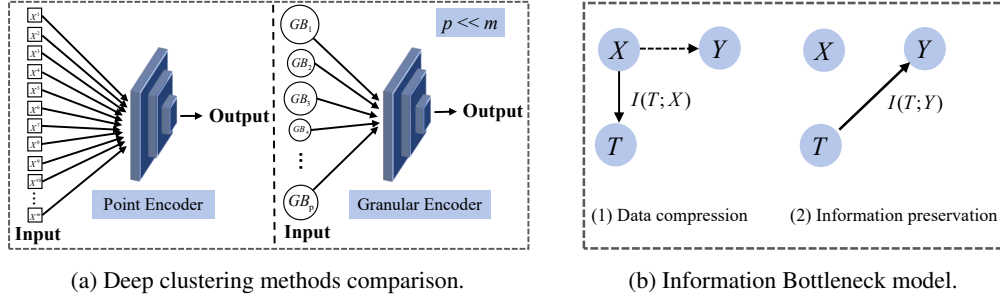 X¹
X²
X³
X⁴
X⁵
X⁶
X⁷
X⁸
X⁹
X¹⁰
⋮
Xᵐ
Input
Output
Point Encoder
GB₁
GB₂
GB₃
GB₄
⋮
GBₚ
Input
p << m
Output
Granular Encoder
(a) Deep clustering methods comparison.
X
Y
I(T;X)
T
(1) Data compression
X
Y
I(T;Y)
T
(2) Information preservation
(b) Information Bottleneck model.